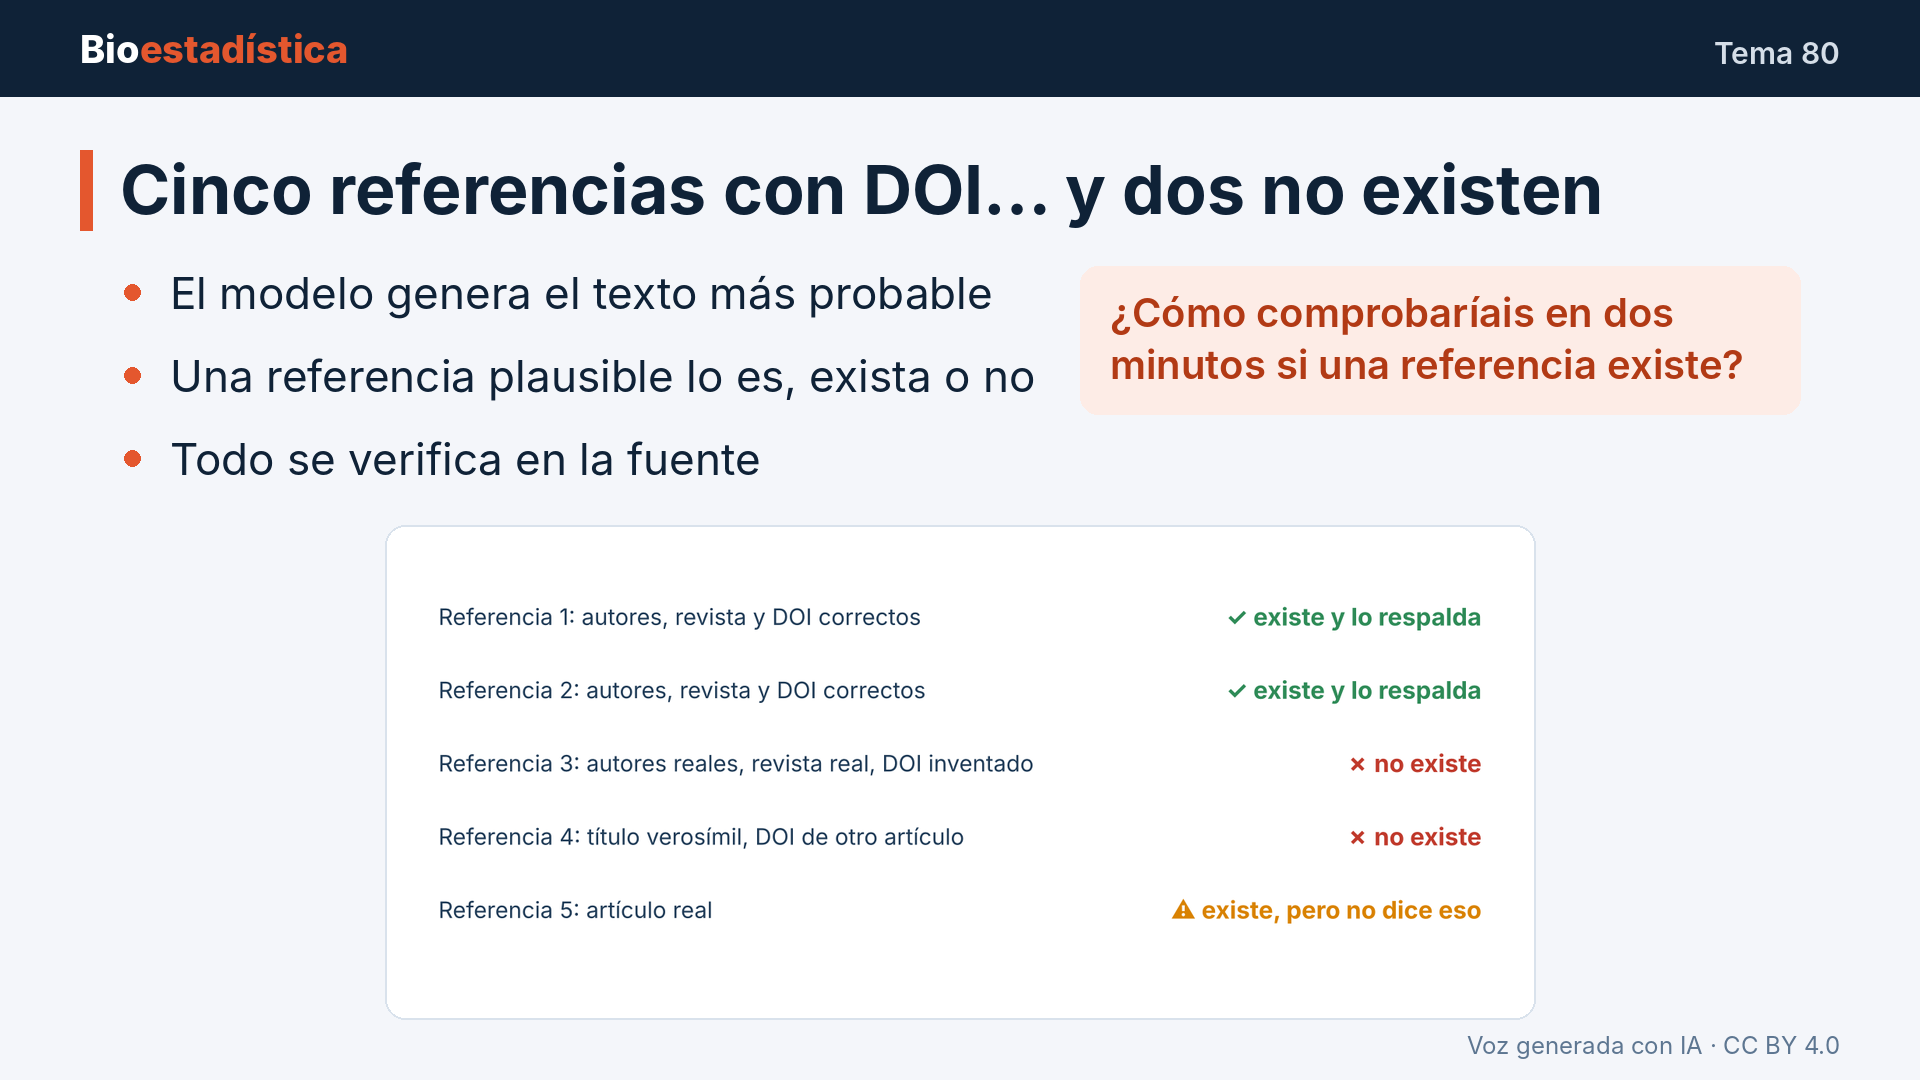 Bioestadística
Tema 80
Cinco referencias con DOI... y dos no existen
• El modelo genera el texto más probable
• Una referencia plausible lo es, exista o no
• Todo se verifica en la fuente
¿Cómo comprobaríais en dos
minutos si una referencia existe?
Referencia 1: autores, revista y DOI correctos ✓ existe y lo respalda
Referencia 2: autores, revista y DOI correctos ✓ existe y lo respalda
Referencia 3: autores reales, revista real, DOI inventado × no existe
Referencia 4: título verosímil, DOI de otro artículo × no existe
Referencia 5: artículo real ⚠ existe, pero no dice eso
Voz generada con IA · CC BY 4.0